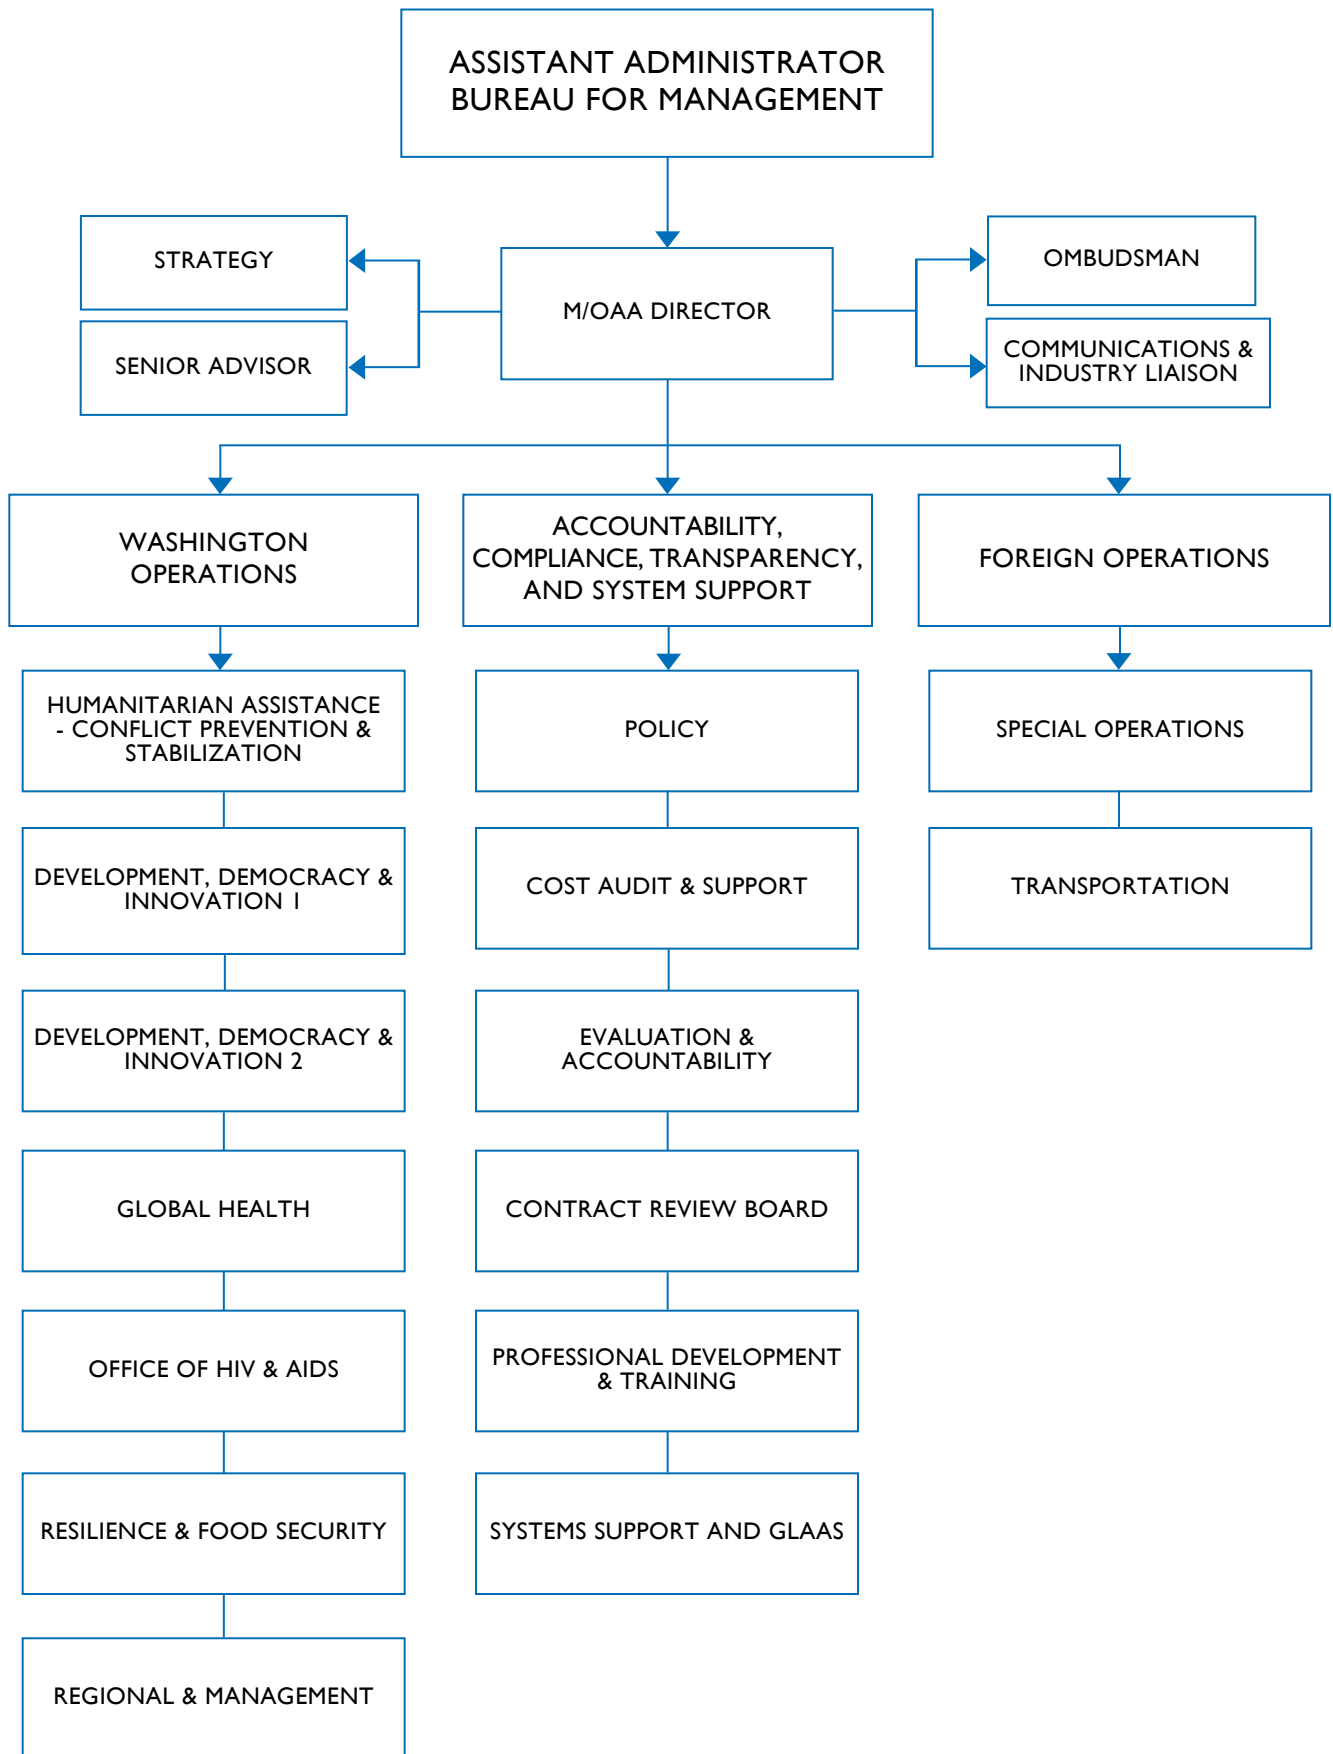 ASSISTANT ADMINISTRATOR
BUREAU FOR MANAGEMENT
STRATEGY
SENIOR ADVISOR
M/OAA DIRECTOR
OMBUDSMAN
COMMUNICATIONS &
INDUSTRY LIAISON
WASHINGTON
OPERATIONS
HUMANITARIAN ASSISTANCE
- CONFLICT PREVENTION &
STABILIZATION
DEVELOPMENT, DEMOCRACY &
INNOVATION 1
DEVELOPMENT, DEMOCRACY &
INNOVATION 2
GLOBAL HEALTH
OFFICE OF HIV & AIDS
RESILIENCE & FOOD SECURITY
REGIONAL & MANAGEMENT
ACCOUNTABILITY,
COMPLIANCE, TRANSPARENCY,
AND SYSTEM SUPPORT
POLICY
COST AUDIT & SUPPORT
EVALUATION &
ACCOUNTABILITY
CONTRACT REVIEW BOARD
PROFESSIONAL DEVELOPMENT
& TRAINING
SYSTEMS SUPPORT AND GLAAS
FOREIGN OPERATIONS
SPECIAL OPERATIONS
TRANSPORTATION